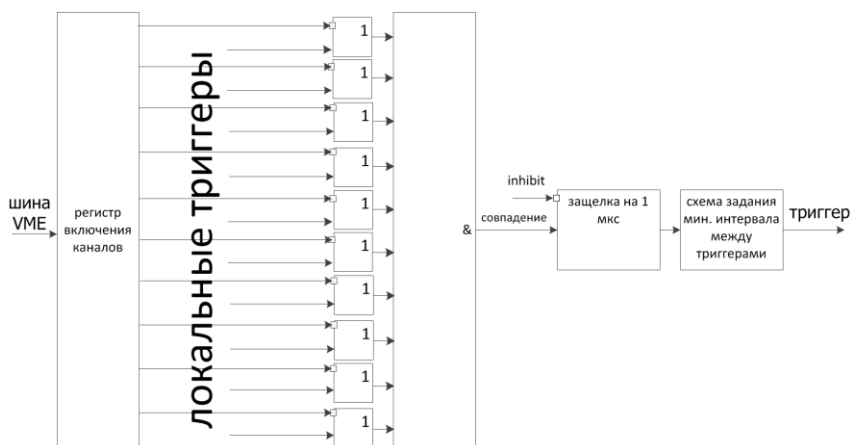 шина
VME
регистр
включения
каналов
локальные триггеры
1
1
1
1
1
1
1
1
1
1
&
совпадение
inhibit
защелка на 1
мкс
схема задания
мин. интервала
между
триггерами
триггер